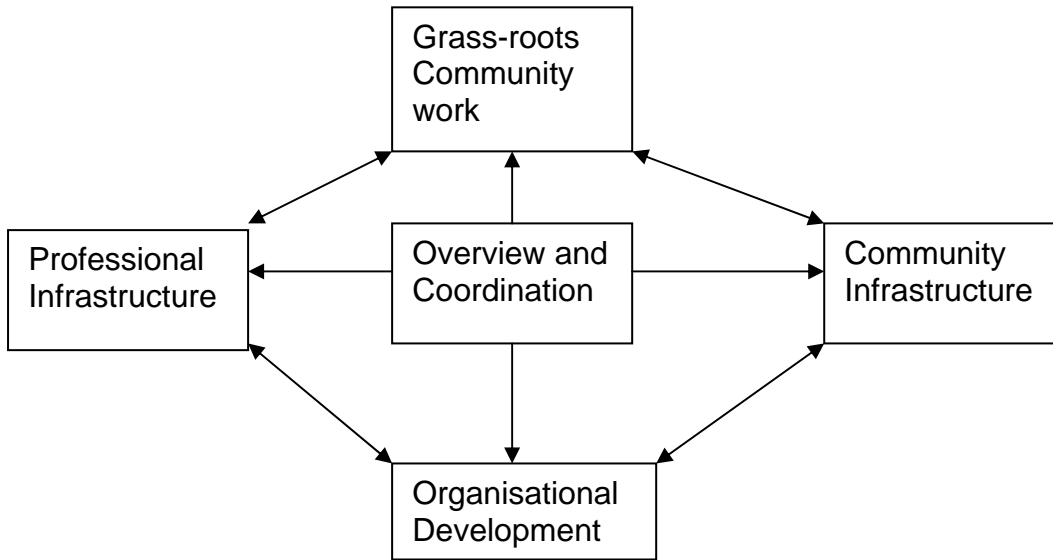 Grass-roots
Community
work
Professional
Infrastructure
Overview and
Coordination
Community
Infrastructure
Organisational
Development